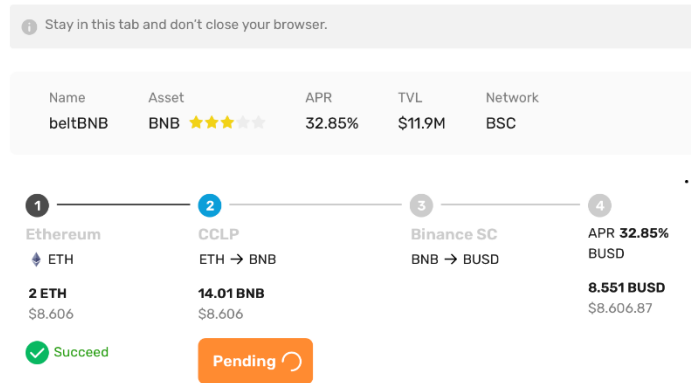 Stay in this tab and don't close your browser.
Name Asset APR TVL Network
beltBNB BNB 32.85% $11.9M BSC
1 2 3 4
Ethereum CCLP Binance SC APR 32.85%
ETH ETH → BNB BNB → BUSD BUSD
2 ETH 14.01 BNB 8.551 BUSD
$8.606 $8.606 $8.606.87
Succeed Pending